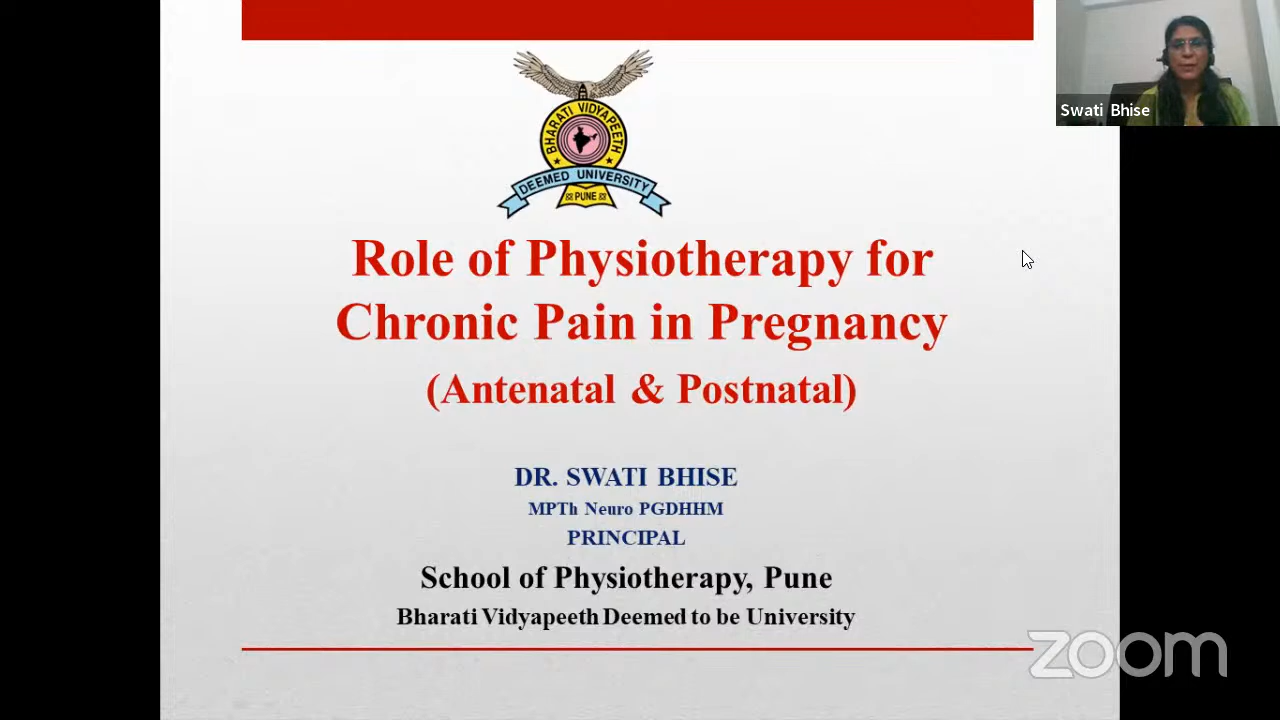 BHARATI VIDYAPEETH
DEEMED UNIVERSITY
PUNE
Swati Bhise
Role of Physiotherapy for
Chronic Pain in Pregnancy
(Antenatal & Postnatal)
DR. SWATI BHISE
MPTh Neuro PGDHHM
PRINCIPAL
School of Physiotherapy, Pune
Bharati Vidyapeeth Deemed to be University
zoom